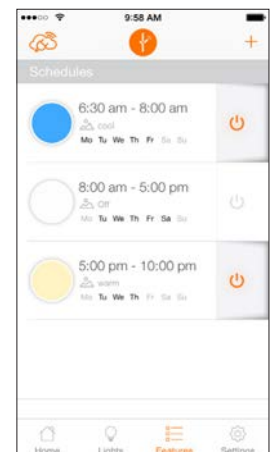 9:58 AM
Schedules
6:30 am - 8:00 am
cool
Mo Tu We Th Fr Sa Su
8:00 am - 5:00 pm
Off
Mo Tu We Th Fr Sa Su
5:00 pm - 10:00 pm
warm
Mo Tu We Th Fr Sa Su
Home Lights Features Settings